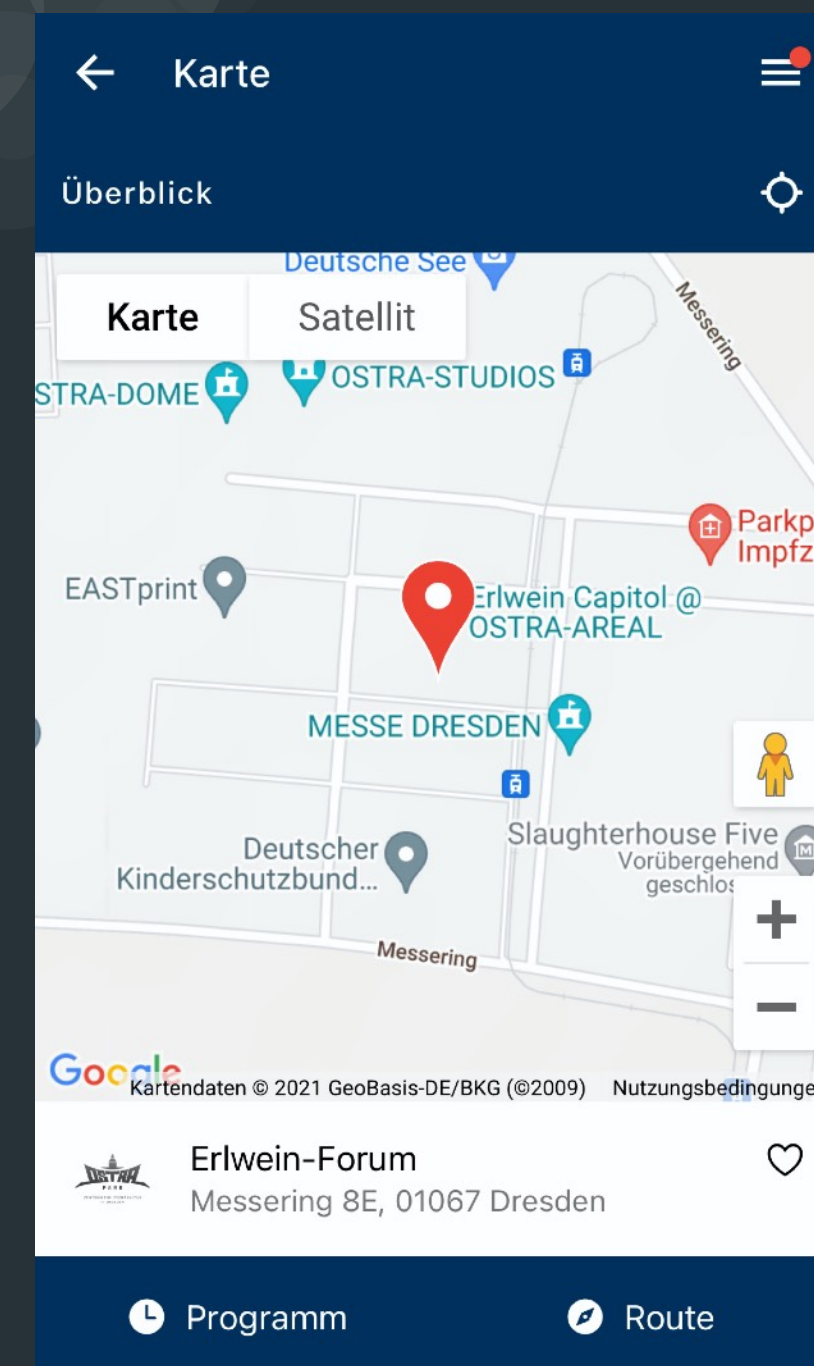 Karte
Überblick
Deutsche See
Karte
Satellit
Messering
STRA-DOME
OSTRA-STUDIOS
Parkp
Impfz
EASTprint
Erlwein Capitol @
OSTRA-AREAL
MESSE DRESDEN
Slaughterhouse Five
Vorübergehend
geschlos
Deutscher
Kinderschutzbund...
Messering
Google
Kartendaten © 2021 GeoBasis-DE/BKG (©2009)
Nutzungsbedingunge
OSTRA
PARK
Erlwein-Forum
Messering 8E, 01067 Dresden
Programm
Route